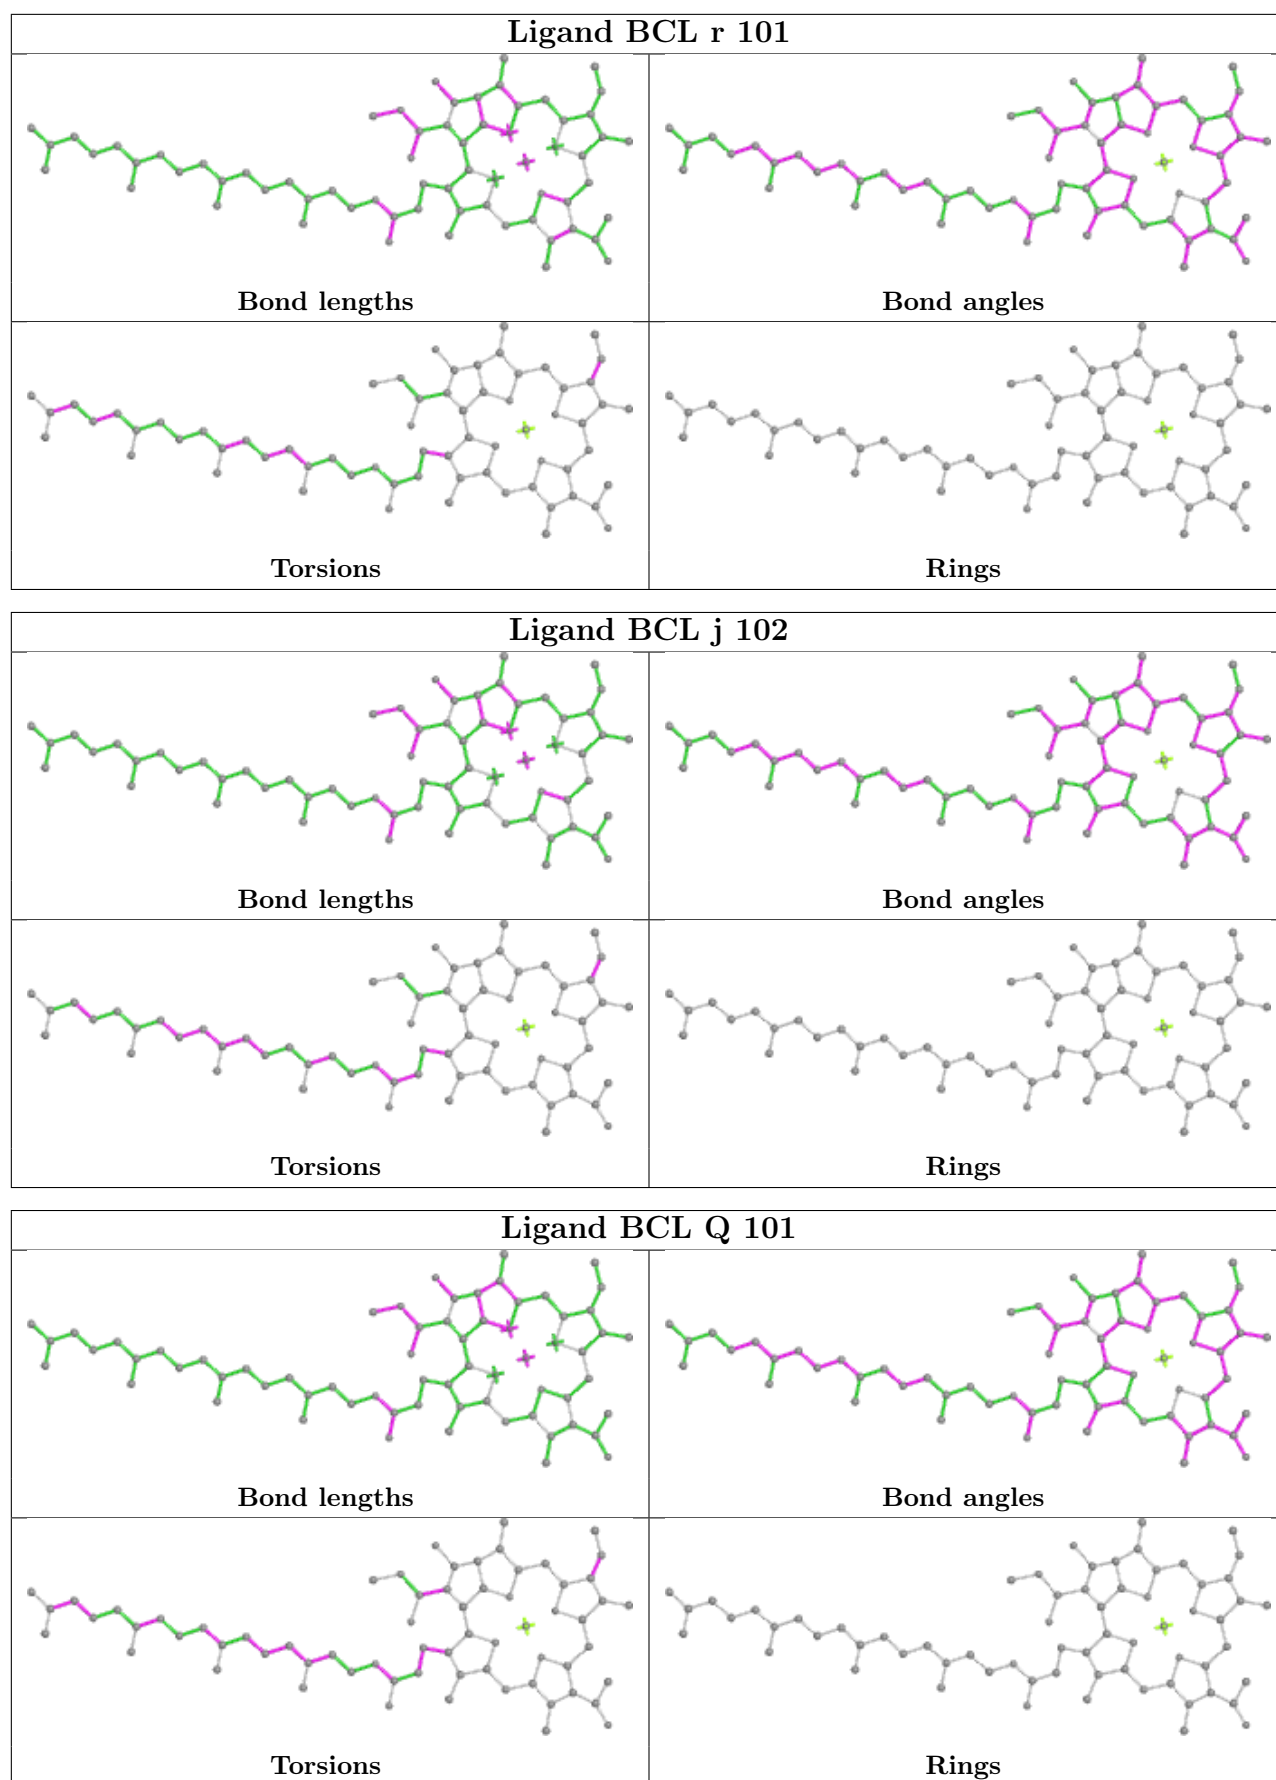 Ligand BCL r 101
Bond lengths
Bond angles
Torsions
Rings
Ligand BCL j 102
Bond lengths
Bond angles
Torsions
Rings
Ligand BCL Q 101
Bond lengths
Bond angles
Torsions
Rings